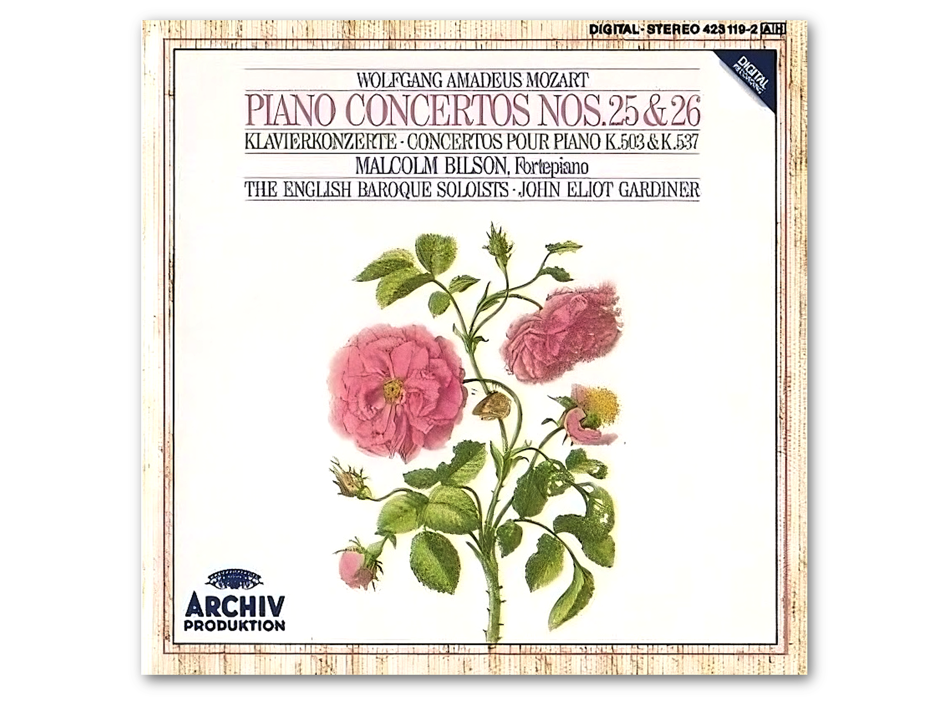 DIGITAL·STEREO 423 119-2 AH
DIGITAL
RECORDING
WOLFGANG AMADEUS MOZART
PIANO CONCERTOS NOS. 25 & 26
KLAVIERKONZERTE · CONCERTOS POUR PIANO K.503 & K.537
MALCOLM BILSON, Fortepiano
THE ENGLISH BAROQUE SOLOISTS · JOHN ELIOT GARDINER
ARCHIV
PRODUKTION